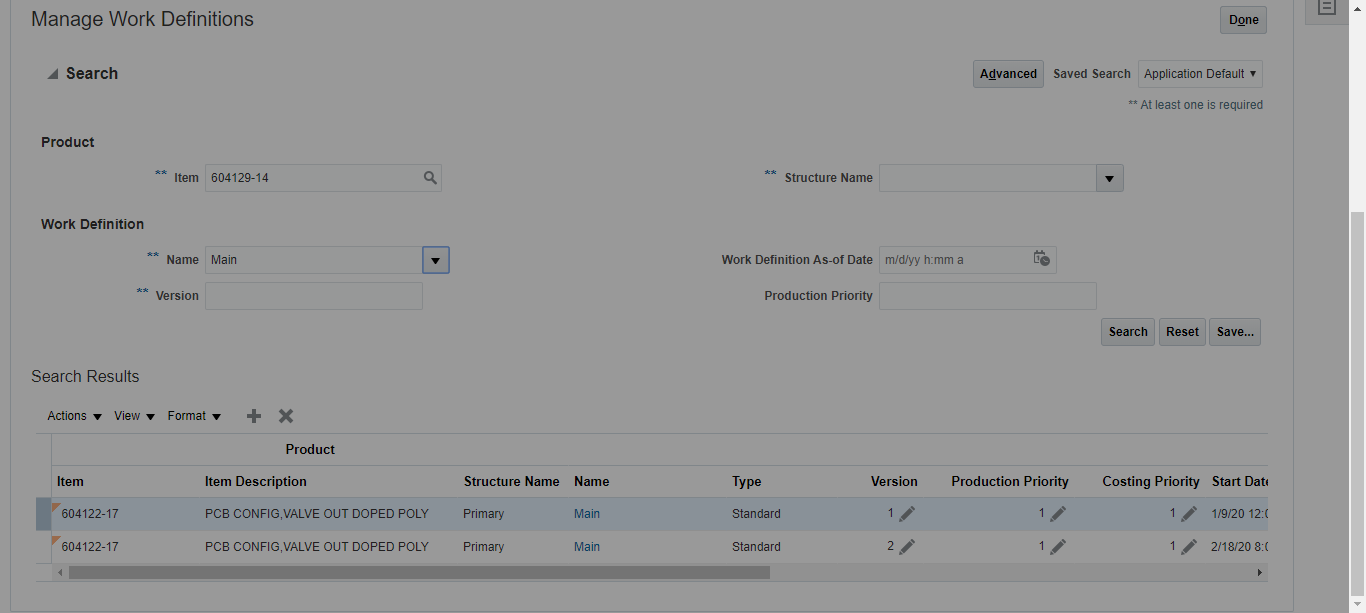 Manage Work Definitions
Done
Search
Advanced Saved Search Application Default
** At least one is required
Product
** Item 604129-14
** Structure Name
Work Definition
** Name Main
Work Definition As-of Date m/d/yy h:mm a
** Version
Production Priority
Search Reset Save...
Search Results
Actions View Format
Product
Item Item Description Structure Name Name Type Version Production Priority Costing Priority Start Date
604122-17 PCB CONFIG,VALVE OUT DOPED POLY Primary Main Standard 1 1 1 1/9/20 12:0
604122-17 PCB CONFIG,VALVE OUT DOPED POLY Primary Main Standard 2 1 1 2/18/20 8:0